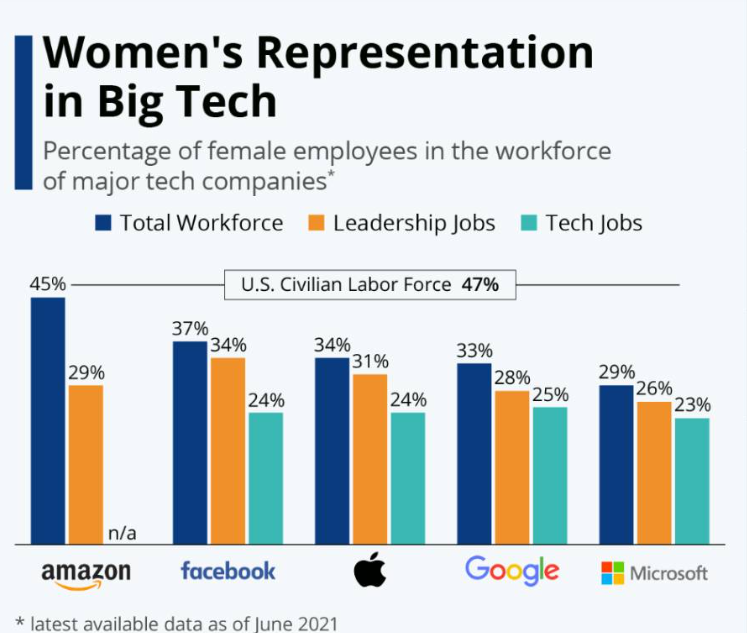 Women's Representation
in Big Tech
Percentage of female employees in the workforce
of major tech companies*
Total Workforce Leadership Jobs Tech Jobs
U.S. Civilian Labor Force 47%
45% 29% n/a
37% 34% 24%
34% 31% 24%
33% 28% 25%
29% 26% 23%
amazon facebook Google Microsoft
* latest available data as of June 2021